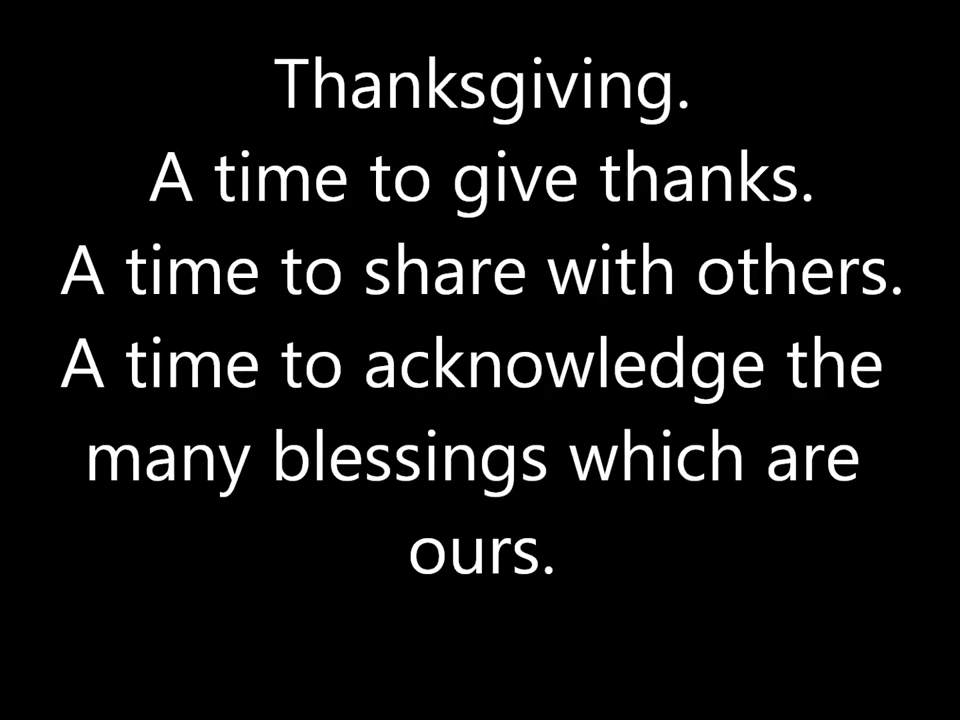 Thanksgiving.
A time to give thanks.
A time to share with others.
A time to acknowledge the
many blessings which are
ours.